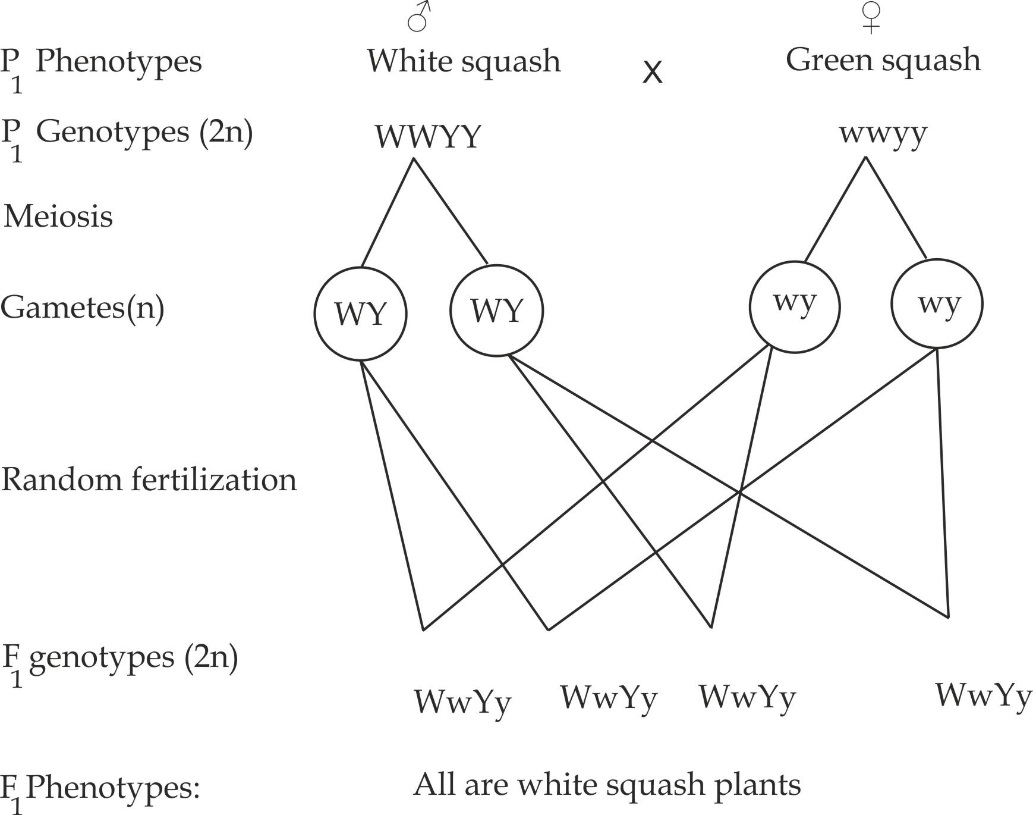 ♂ ♀
P1 Phenotypes White squash x Green squash
P1 Genotypes (2n) WWYY wwyy
Meiosis
Gametes(n) WY WY wy wy
Random fertilization
F1 genotypes (2n)
WwYy WwYy WwYy WwYy
F1 Phenotypes: All are white squash plants